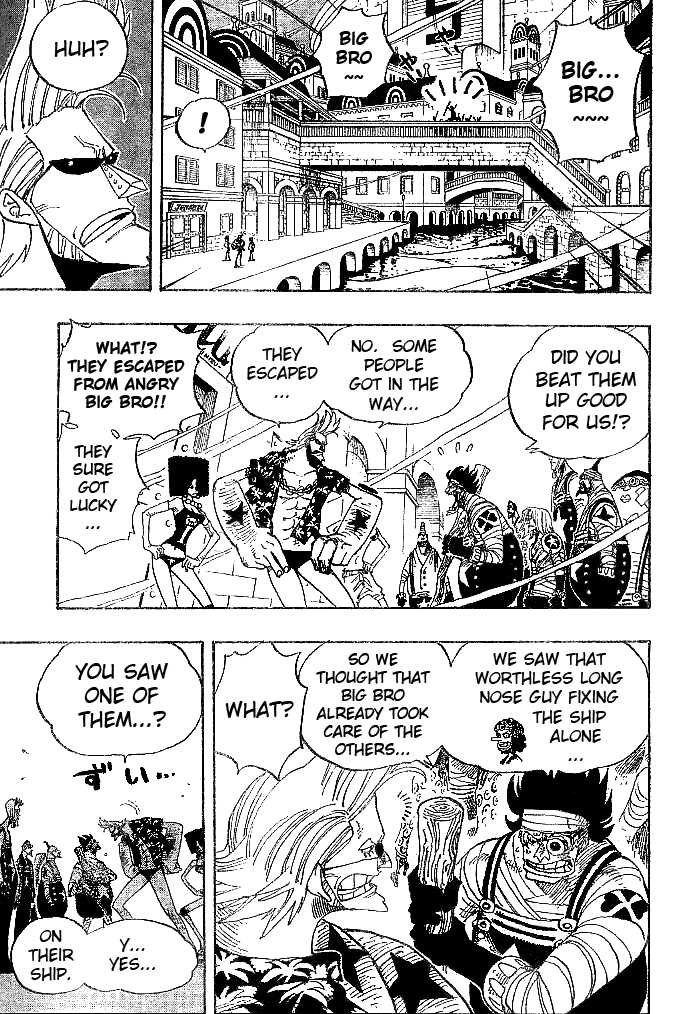 BIG...
BRO
~~~
BIG
BRO
~~
!
HUH?
DID YOU
BEAT THEM
UP GOOD
FOR US!?
NO. SOME
PEOPLE
GOT IN THE
WAY...
THEY
ESCAPED
...
WHAT!?
THEY ESCAPED
FROM ANGRY
BIG BRO!!
THEY
SURE
GOT
LUCKY
...
WE SAW THAT
WORTHLESS LONG
NOSE GUY FIXING
THE SHIP
ALONE
...
SO WE
THOUGHT THAT
BIG BRO
ALREADY TOOK
CARE OF THE
OTHERS...
WHAT?
YOU SAW
ONE OF
THEM...?
ずい...
Y...
YES...
ON
THEIR
SHIP.